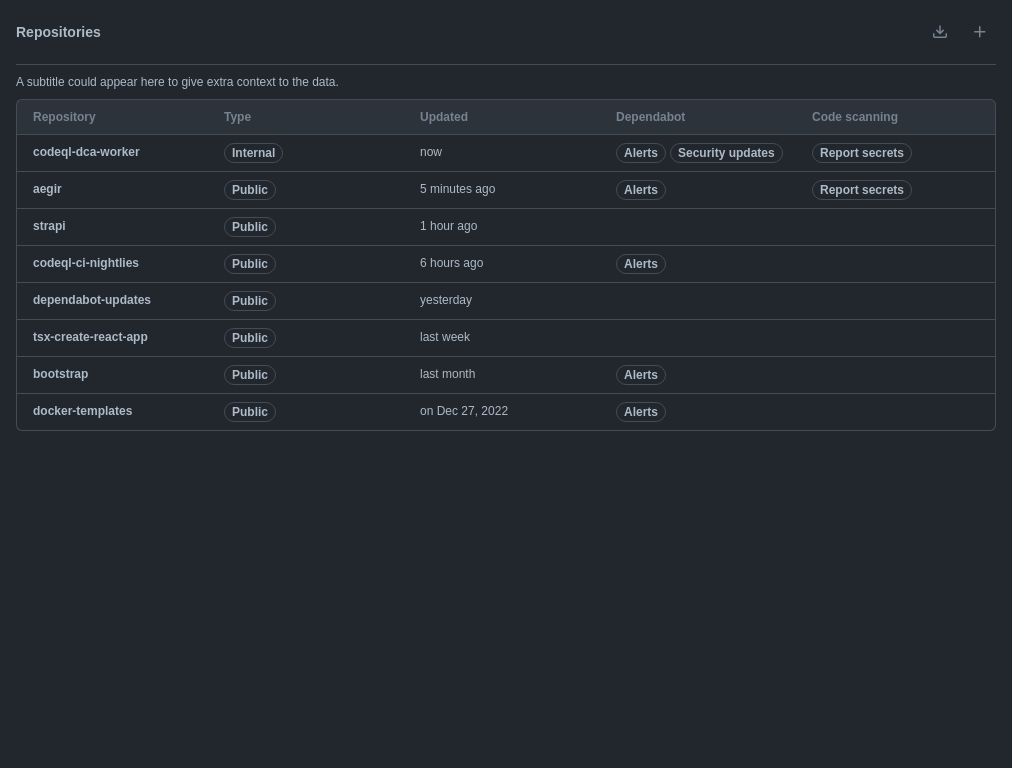 Repositories
A subtitle could appear here to give extra context to the data.
Repository Type Updated Dependabot Code scanning
codeql-dca-worker Internal now Alerts Security updates Report secrets
aegir Public 5 minutes ago Alerts Report secrets
strapi Public 1 hour ago
codeql-ci-nightlies Public 6 hours ago Alerts
dependabot-updates Public yesterday
tsx-create-react-app Public last week
bootstrap Public last month Alerts
docker-templates Public on Dec 27, 2022 Alerts